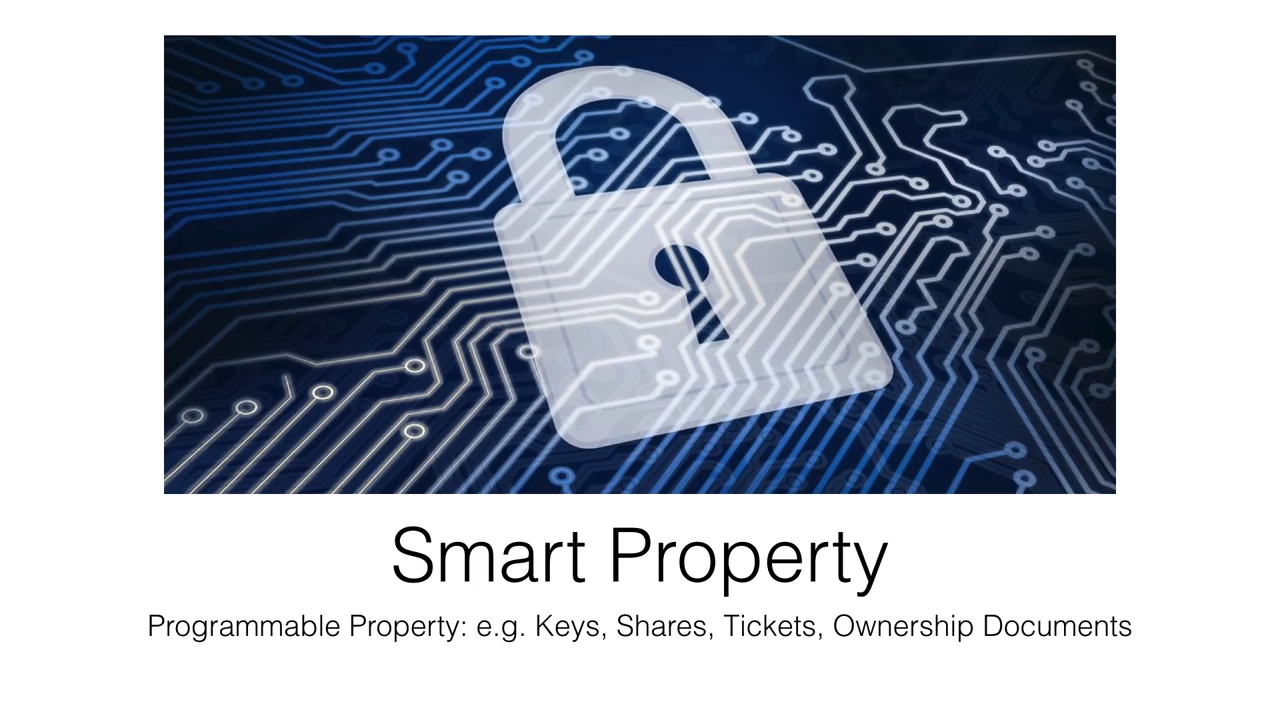 Smart Property
Programmable Property: e.g. Keys, Shares, Tickets, Ownership Documents